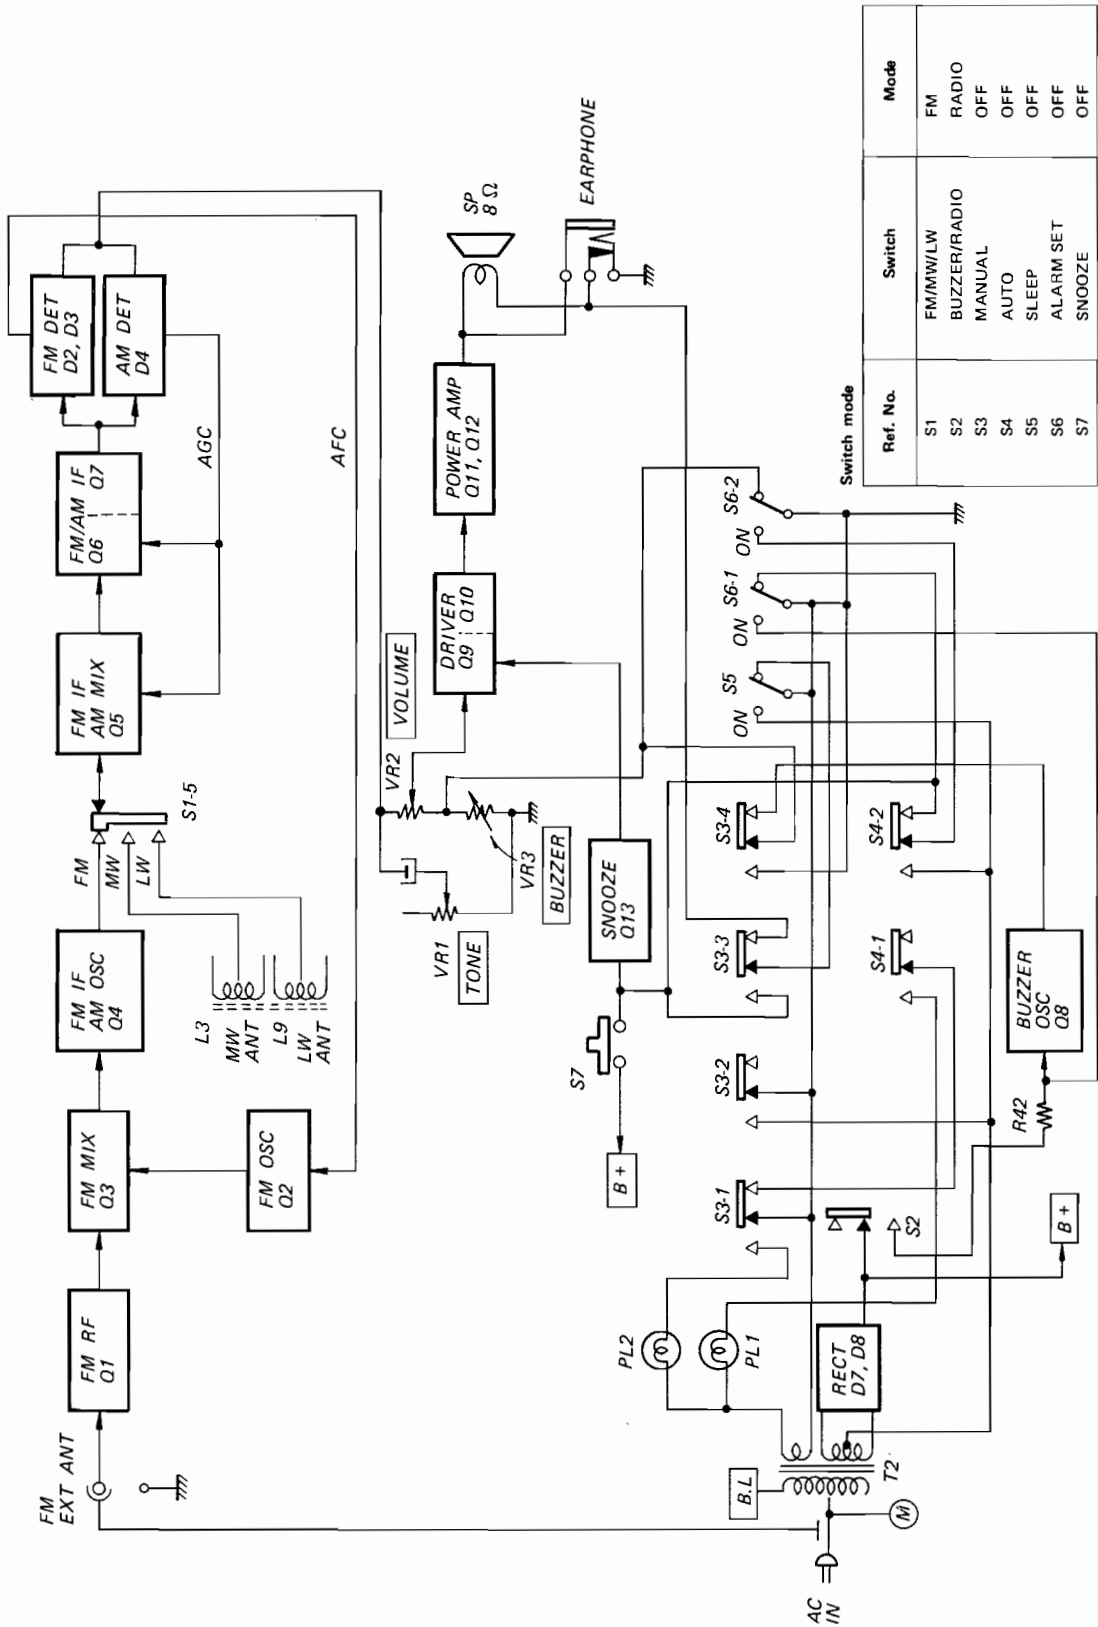 FM
EXT ANT
FM RF
Q1
FM MIX
Q3
FM OSC
Q2
FM IF
AM OSC
Q4
L3
MW
ANT
L9
LW
ANT
FM
MW
LW
S1-5
FM IF
AM MIX
Q5
FM/AM IF
Q6 Q7
AGC
FM DET
D2, D3
AM DET
D4
AFC
VR1
TONE
VR2
VOLUME
VR3
BUZZER
DRIVER
Q9 Q10
POWER AMP
Q11, Q12
SP
8 Ω
EARPHONE
B +
S7
SNOOZE
Q13
AC
IN
M
B.L
T2
PL2
PL1
RECT
D7, D8
S2
B +
S3-1
S3-2
S3-3
S3-4
S4-1
S4-2
R42
BUZZER
OSC
Q8
ON
S5
ON
S6-1
ON
S6-2
Switch mode
Ref. No. Switch Mode
S1 FM/MW/LW FM
S2 BUZZER/RADIO RADIO
S3 MANUAL OFF
S4 AUTO OFF
S5 SLEEP OFF
S6 ALARM SET OFF
S7 SNOOZE OFF